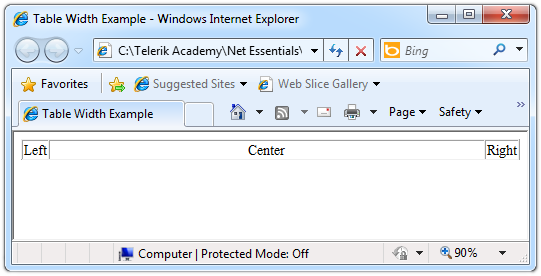 Table Width Example - Windows Internet Explorer
C:\Telerik Academy\Net Essentials\
Bing
Favorites Suggested Sites Web Slice Gallery
Table Width Example Page Safety »
Left Center Right
Computer | Protected Mode: Off 90%